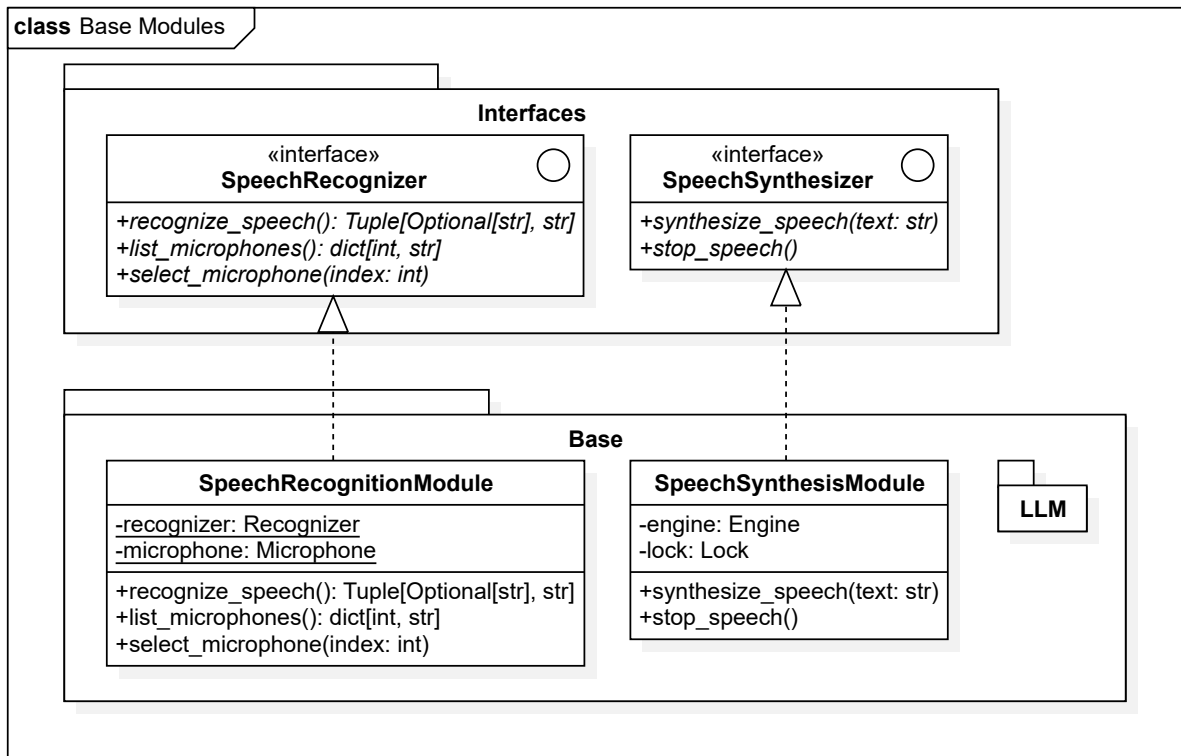 class Base Modules
Interfaces
«interface»
SpeechRecognizer
+recognize_speech(): Tuple[Optional[str], str]
+list_microphones(): dict[int, str]
+select_microphone(index: int)
«interface»
SpeechSynthesizer
+synthesize_speech(text: str)
+stop_speech()
Base
SpeechRecognitionModule
-recognizer: Recognizer
-microphone: Microphone
+recognize_speech(): Tuple[Optional[str], str]
+list_microphones(): dict[int, str]
+select_microphone(index: int)
SpeechSynthesisModule
-engine: Engine
-lock: Lock
+synthesize_speech(text: str)
+stop_speech()
LLM